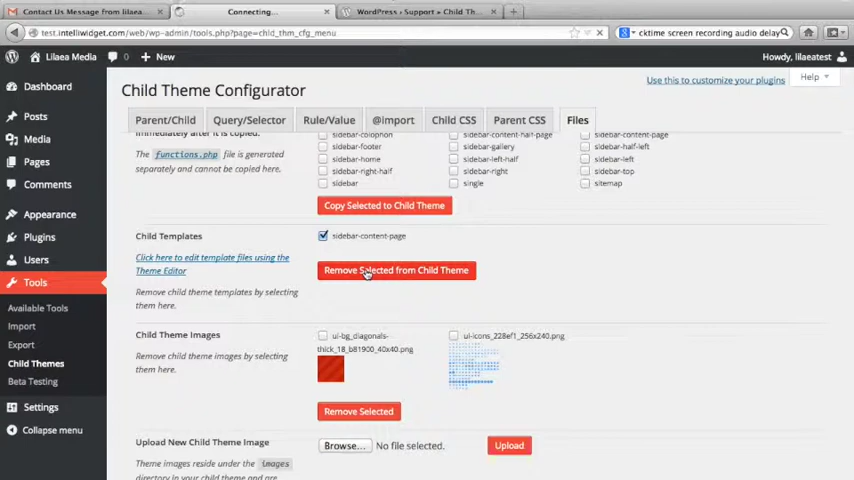 Contact Us Message from lilaea...
Connecting...
WordPress › Support « Child Th...
test.intelliwidget.com/web/wp-admin/tools.php?page=chld_thm_cfg_menu
cktime screen recording audio delay
Lilaea Media
0
+ New
Howdy, lilaeatest
Dashboard
Posts
Media
Pages
Comments
Appearance
Plugins
Users
Tools
Available Tools
Import
Export
Child Themes
Beta Testing
Settings
Collapse menu
Child Theme Configurator
Use this to customize your plugins
Help
Parent/Child
Query/Selector
Rule/Value
@import
Child CSS
Parent CSS
Files
immediately after it is copied.
The functions.php file is generated
separately and cannot be copied here.
sidebar-colophon
sidebar-content-half-page
sidebar-content-page
sidebar-footer
sidebar-gallery
sidebar-half-left
sidebar-home
sidebar-left-half
sidebar-left
sidebar-right-half
sidebar-right
sidebar-top
sidebar
single
sitemap
Copy Selected to Child Theme
Child Templates
sidebar-content-page
Click here to edit template files using the
Theme Editor
Remove Selected from Child Theme
Remove child theme templates by selecting
them here.
Child Theme Images
Remove child theme images by selecting
them here.
ui-bg_diagonals-
thick_18_b81900_40x40.png
ui-icons_228ef1_256x240.png
Remove Selected
Upload New Child Theme Image
Browse...
No file selected.
Upload
Theme images reside under the images
directory in your child theme and are